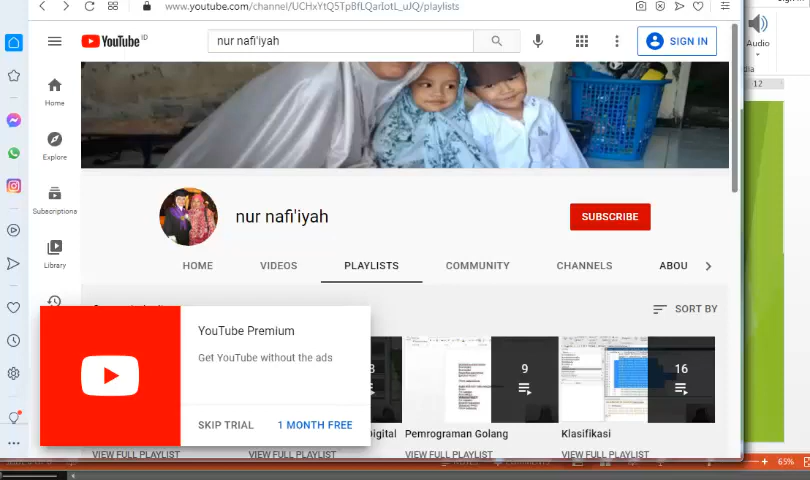 www.youtube.com/channel/UCHxYtQ5TpBfLQarIotL_uJQ/playlists
YouTube ID
nur nafi'iyah
SIGN IN
Audio
12
Home
Explore
Subscriptions
Library
nur nafi'iyah
SUBSCRIBE
HOME VIDEOS PLAYLISTS COMMUNITY CHANNELS ABOU
SORT BY
YouTube Premium
Get YouTube without the ads
SKIP TRIAL 1 MONTH FREE
9
16
Digital
Pemrograman Golang
Klasifikasi
VIEW FULL PLAYLIST VIEW FULL PLAYLIST VIEW FULL PLAYLIST VIEW FULL PLAYLIST
65%